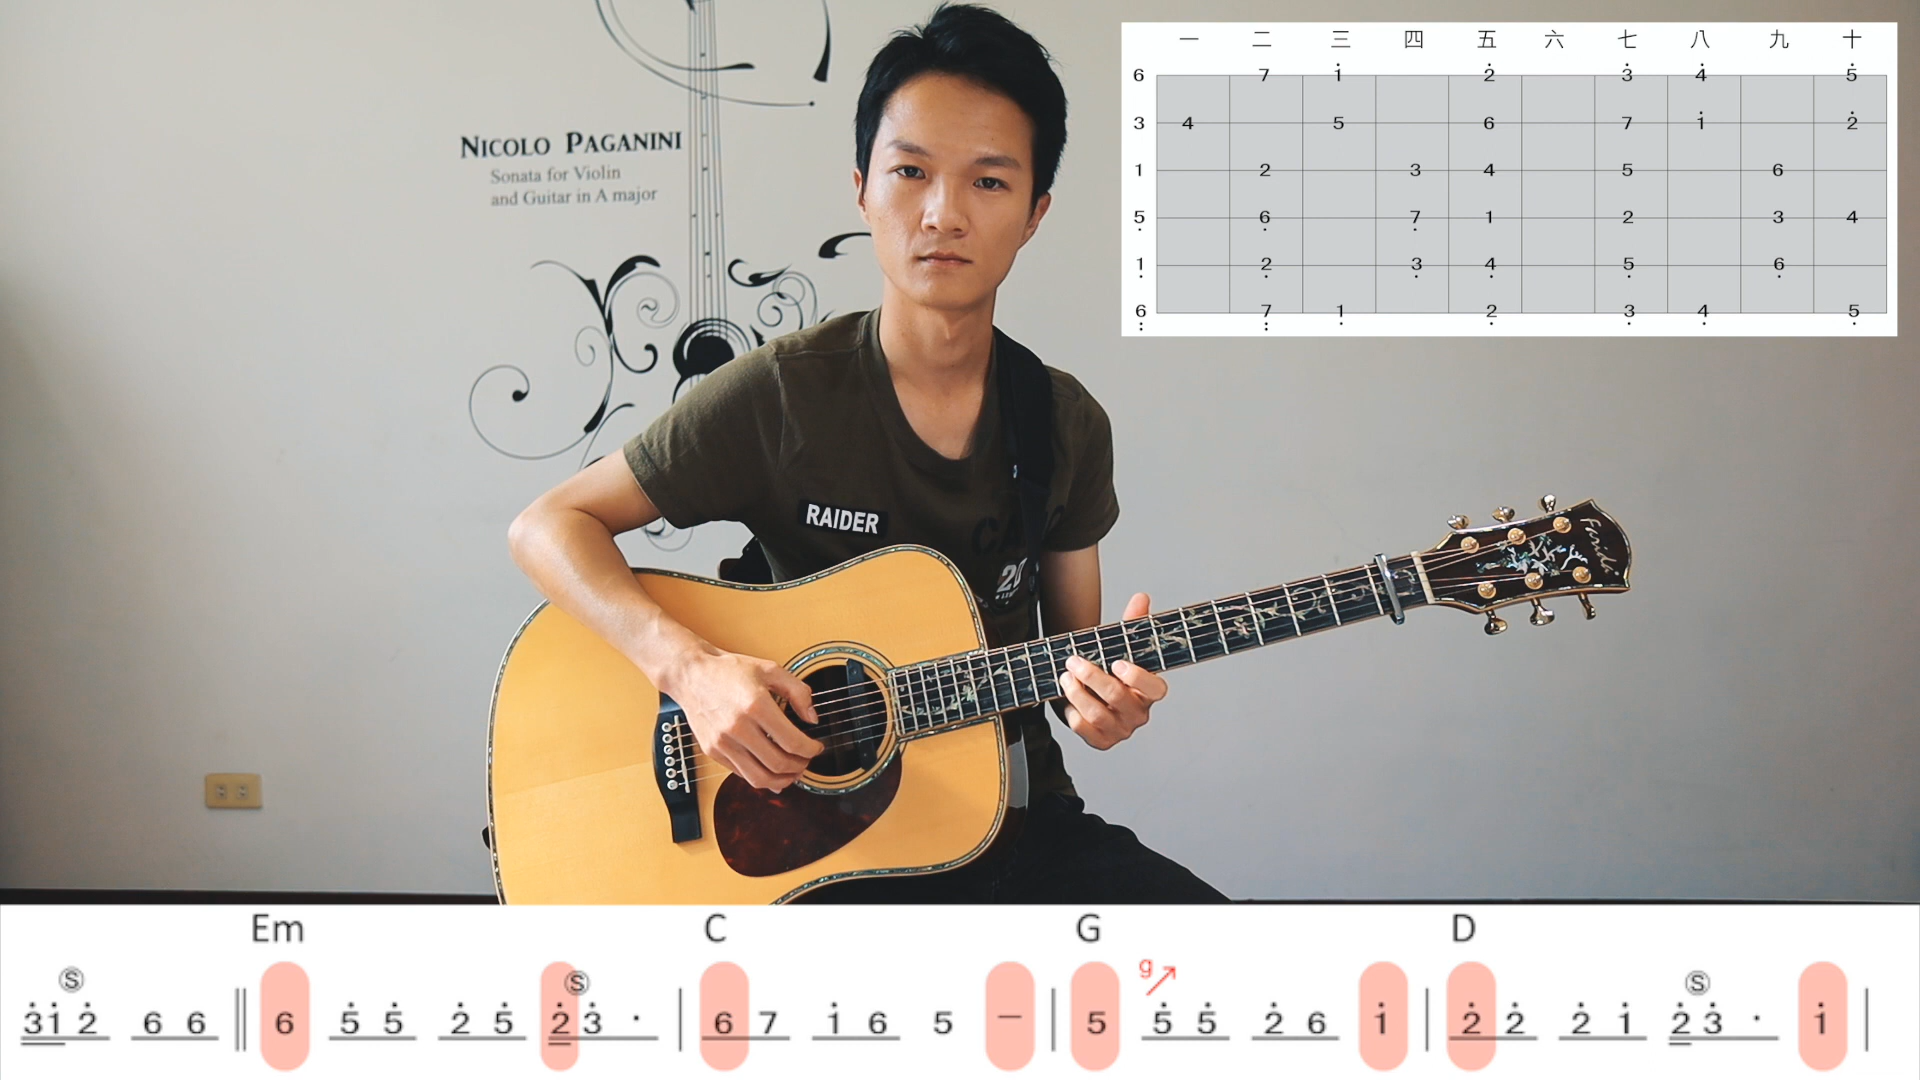 NICOLO PAGANINI
Sonata for Violin
and Guitar in A major
一 二 三 四 五 六 七 八 九 十
6 7 1̇ 2̇ 3̇ 4̇ 5̇
3 4 5 6 7 1̇ 2̇
1 2 3 4 5 6
5̣ 6̣ 7̣ 1 2 3 4
1̣ 2̣ 3̣ 4̣ 5̣ 6̣
6̣̣ 7̣̣ 1̣ 2̣ 3̣ 4̣ 5̣
RAIDER
20
Em C G D
Ⓢ Ⓢ g Ⓢ
3̇ 1̇ 2̇ 6 6 || 6 5̇ 5̇ 2̇ 5̇ 2̇ 3̇ · | 6 7 1̇ 6 5 – | 5 5̇ 5̇ 2̇ 6 1̇ | 2̇ 2̇ 2̇ 1̇ 2̇ 3̇ · 1̇ |